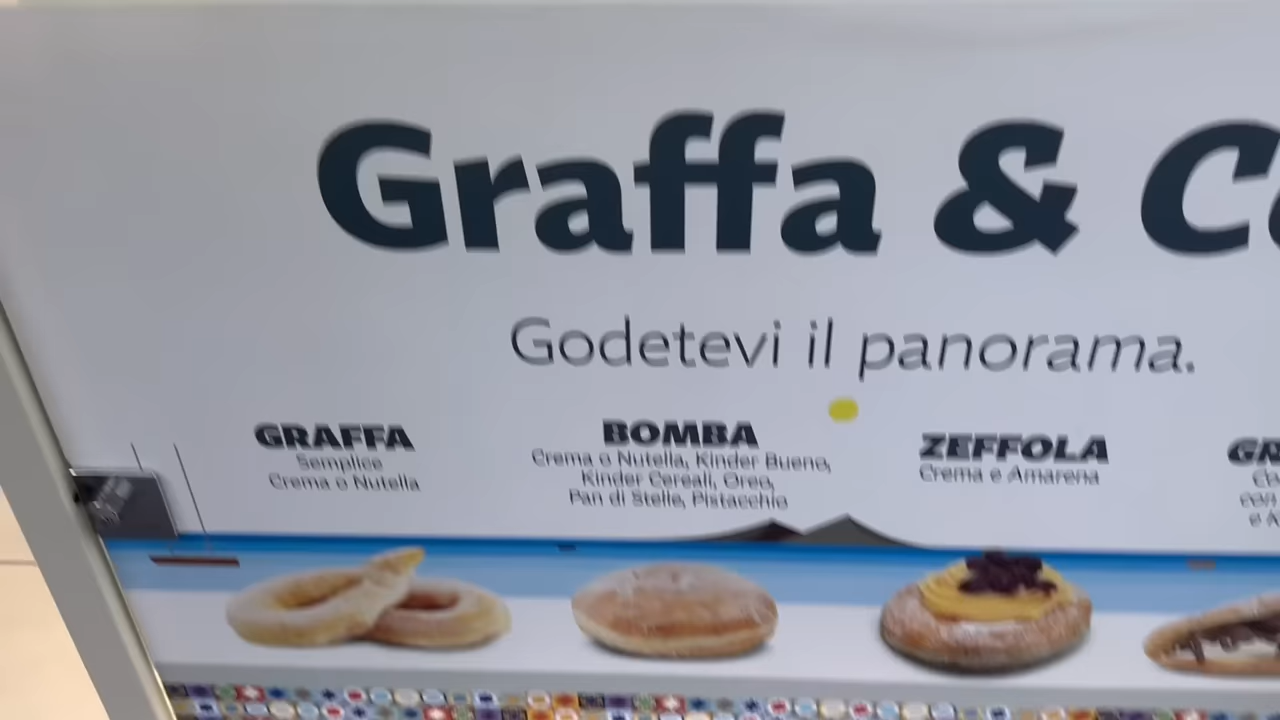 Graffa &
Godetevi il panorama.
GRAFFA
Semplice
Crema o Nutella
BOMBA
Crema o Nutella, Kinder Bueno,
Kinder Cereali, Oreo,
Pan di Stelle, Pistacchio
ZEFFOLA
Crema e Amarena